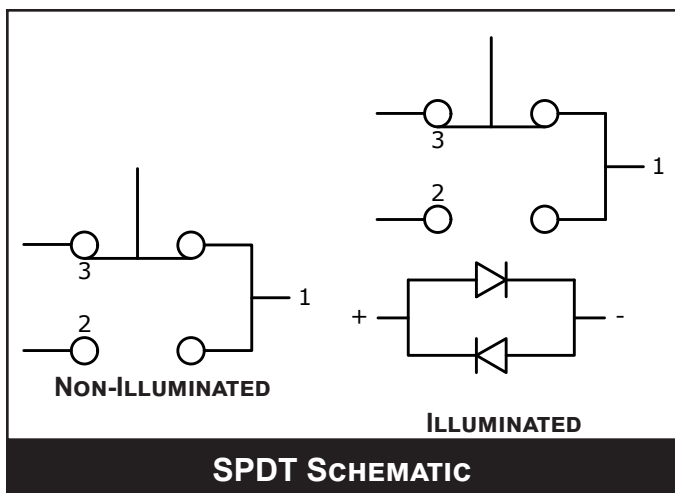 3
1
2
NON-ILLUMINATED
3
1
2
+ -
ILLUMINATED
SPDT SCHEMATIC